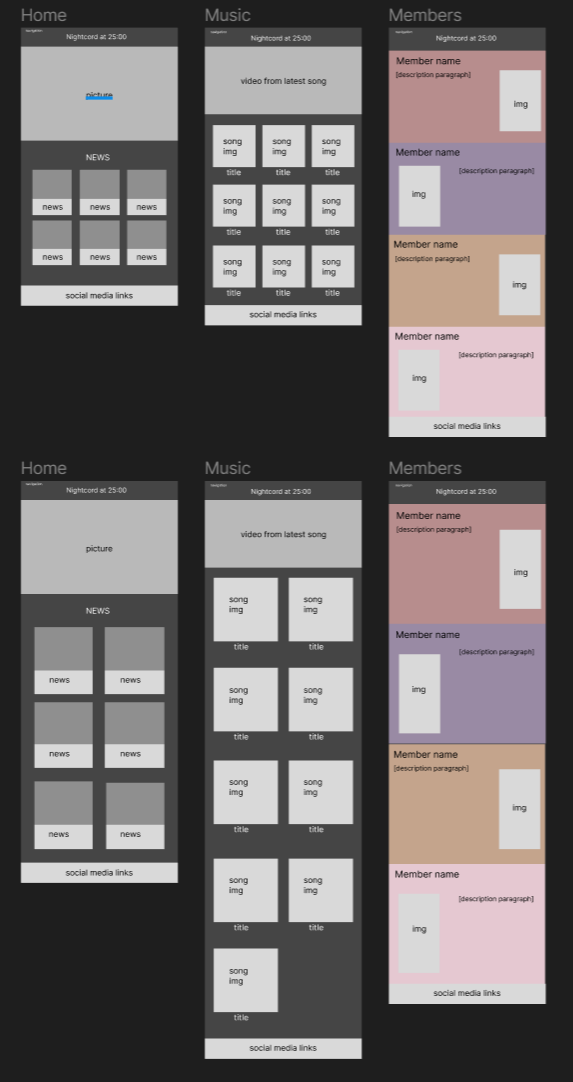 Home
navigation
Nightcord at 25:00
picture
NEWS
news
news
news
news
news
news
social media links
Music
navigation
Nightcord at 25:00
video from latest song
song
img
title
song
img
title
song
img
title
song
img
title
song
img
title
song
img
title
song
img
title
song
img
title
song
img
title
social media links
Members
navigation
Nightcord at 25:00
Member name
[description paragraph]
img
Member name
[description paragraph]
img
Member name
[description paragraph]
img
Member name
[description paragraph]
img
social media links
Home
navigation
Nightcord at 25:00
picture
NEWS
news
news
news
news
news
news
social media links
Music
navigation
Nightcord at 25:00
video from latest song
song
img
title
song
img
title
song
img
title
song
img
title
song
img
title
song
img
title
song
img
title
song
img
title
song
img
title
social media links
Members
navigation
Nightcord at 25:00
Member name
[description paragraph]
img
Member name
[description paragraph]
img
Member name
[description paragraph]
img
Member name
[description paragraph]
img
social media links